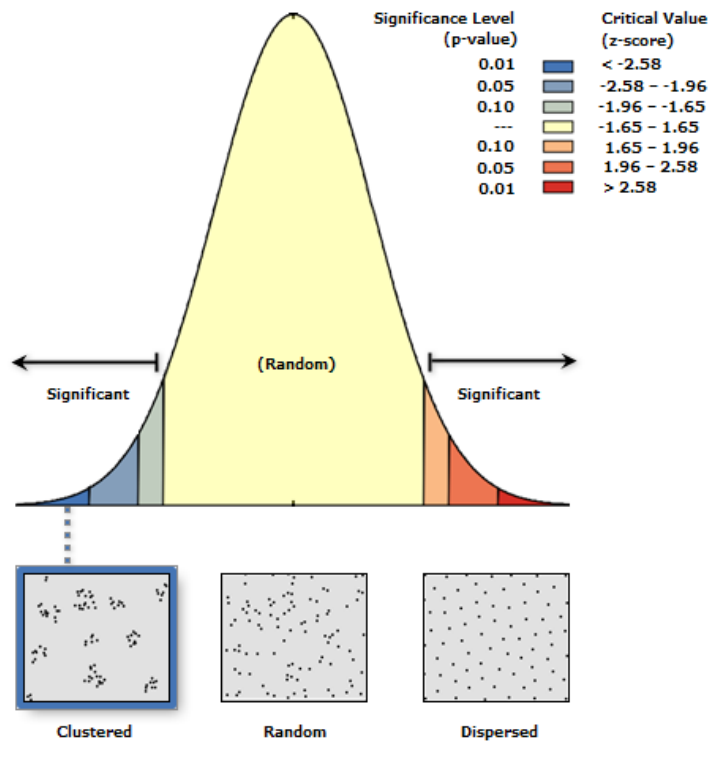 Significance Level
(p-value)
Critical Value
(z-score)
0.01 < -2.58
0.05 -2.58 – -1.96
0.10 -1.96 – -1.65
--- -1.65 – 1.65
0.10 1.65 – 1.96
0.05 1.96 – 2.58
0.01 > 2.58
(Random)
Significant
Significant
Clustered
Random
Dispersed